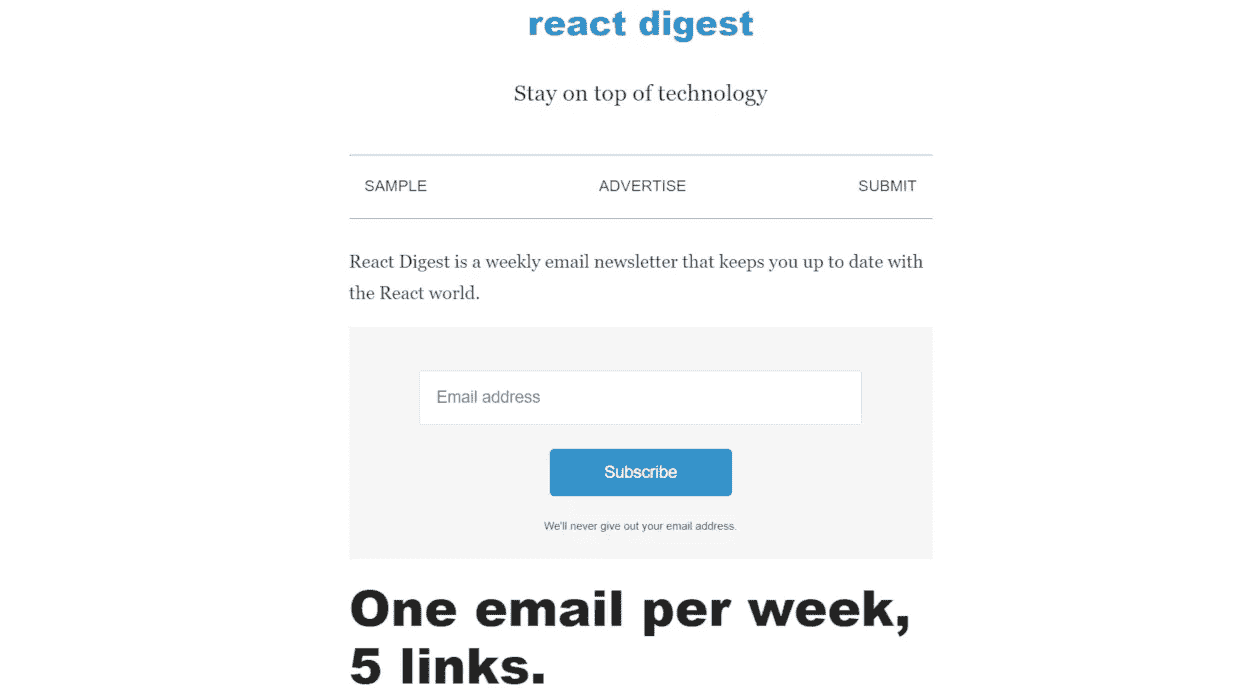 react digest
Stay on top of technology
SAMPLE ADVERTISE SUBMIT
React Digest is a weekly email newsletter that keeps you up to date with
the React world.
Email address
Subscribe
We'll never give out your email address.
One email per week,
5 links.